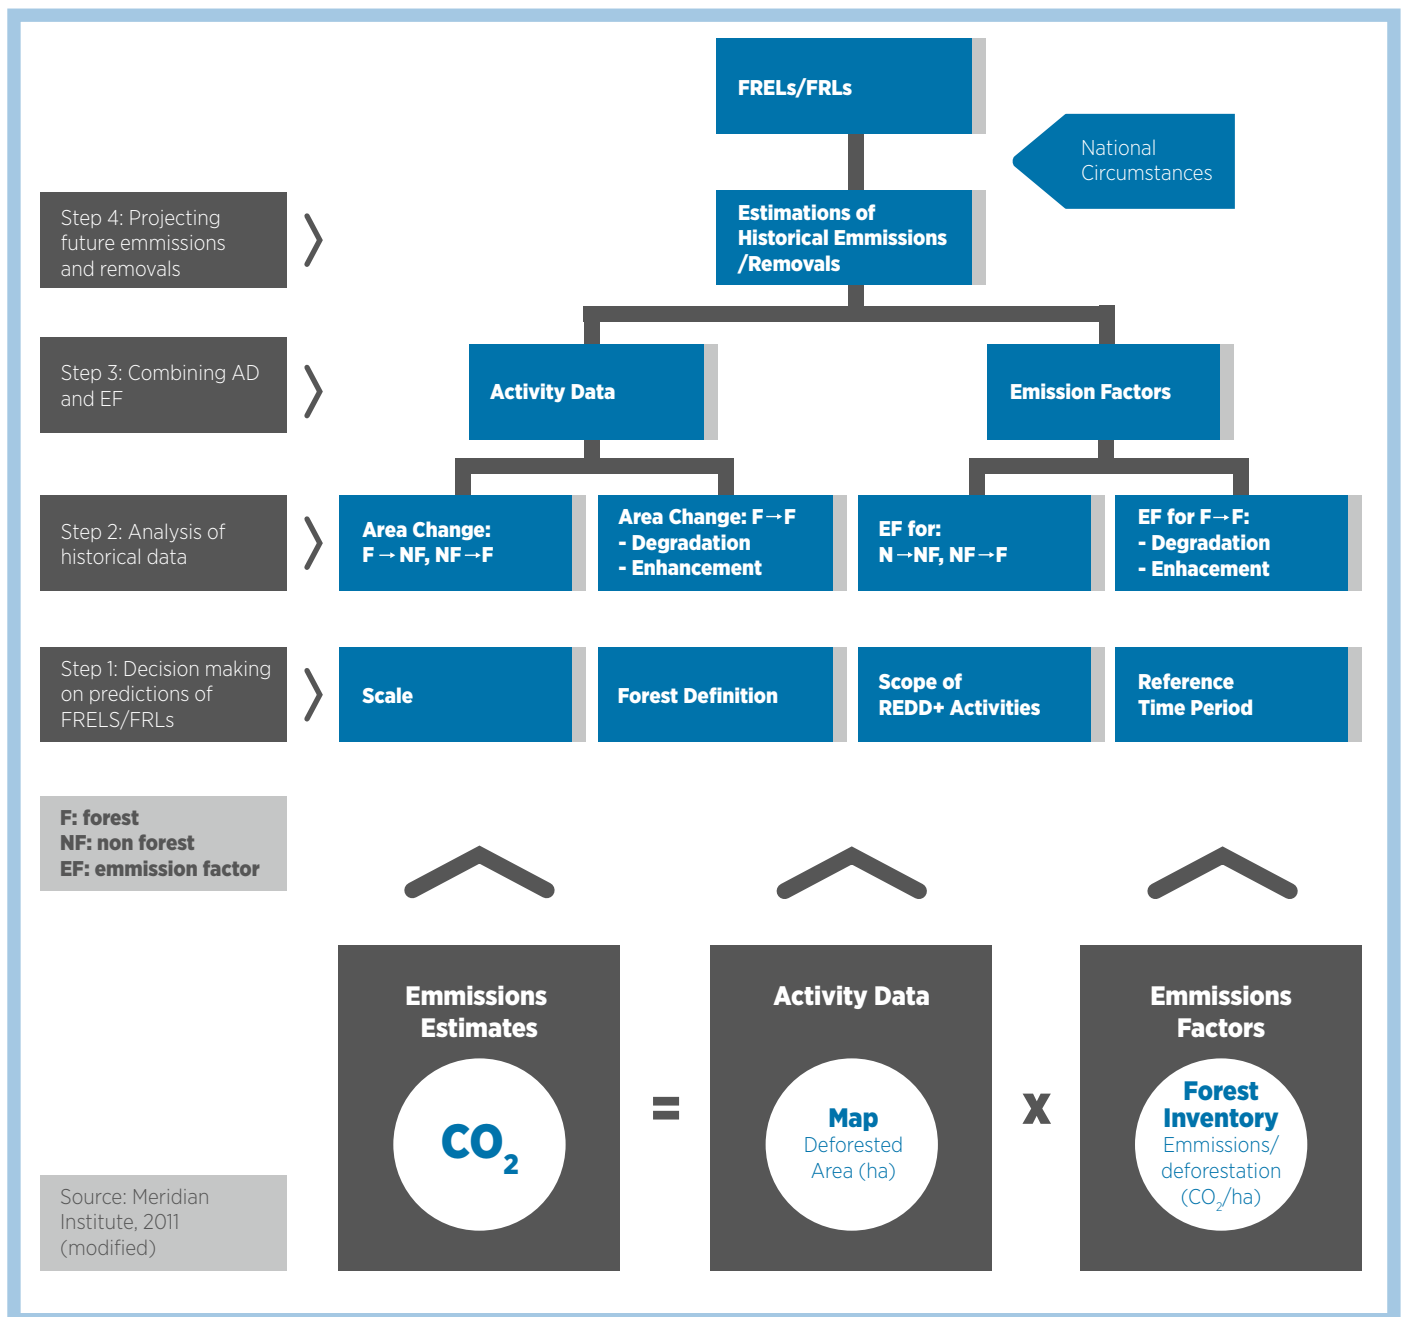 FRELs/FRLs
National
Circumstances
Step 4: Projecting
future emmissions
and removals
Estimations of
Historical Emmissions
/Removals
Step 3: Combining AD
and EF
Activity Data
Emission Factors
Step 2: Analysis of
historical data
Area Change:
F→NF, NF→F
Area Change: F→F
- Degradation
- Enhancement
EF for:
N→NF, NF→F
EF for F→F:
- Degradation
- Enhacement
Step 1: Decision making
on predictions of
FRELS/FRLs
Scale
Forest Definition
Scope of
REDD+ Activities
Reference
Time Period
F: forest
NF: non forest
EF: emmission factor
Emmissions
Estimates
CO₂
=
Activity Data
Map
Deforested
Area (ha)
X
Emmissions
Factors
Forest
Inventory
Emmissions/
deforestation
(CO₂/ha)
Source: Meridian
Institute, 2011
(modified)